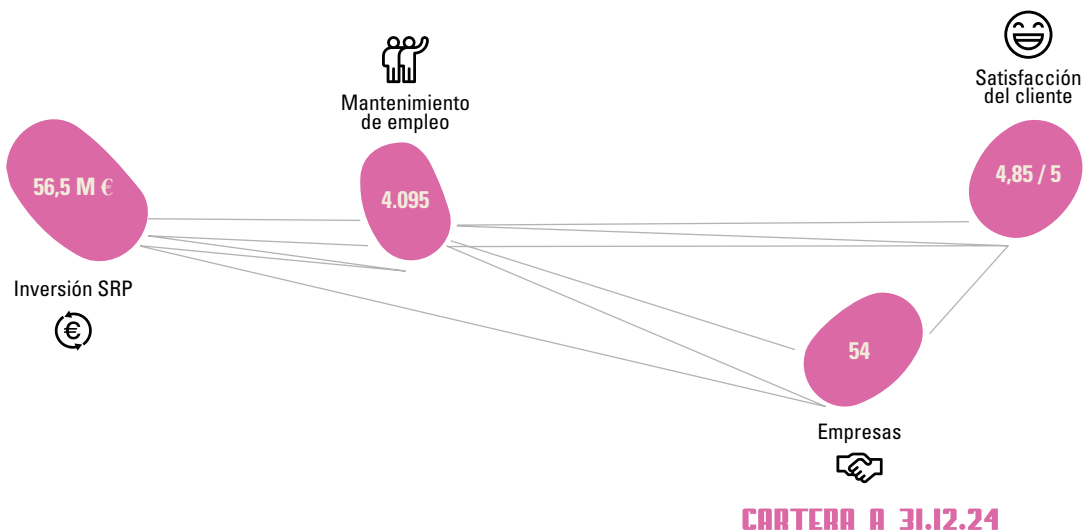 Mantenimiento
de empleo
Satisfacción
del cliente
56,5 M €
4.095
4,85 / 5
Inversión SRP
€
54
Empresas
CARTERA A 31.12.24